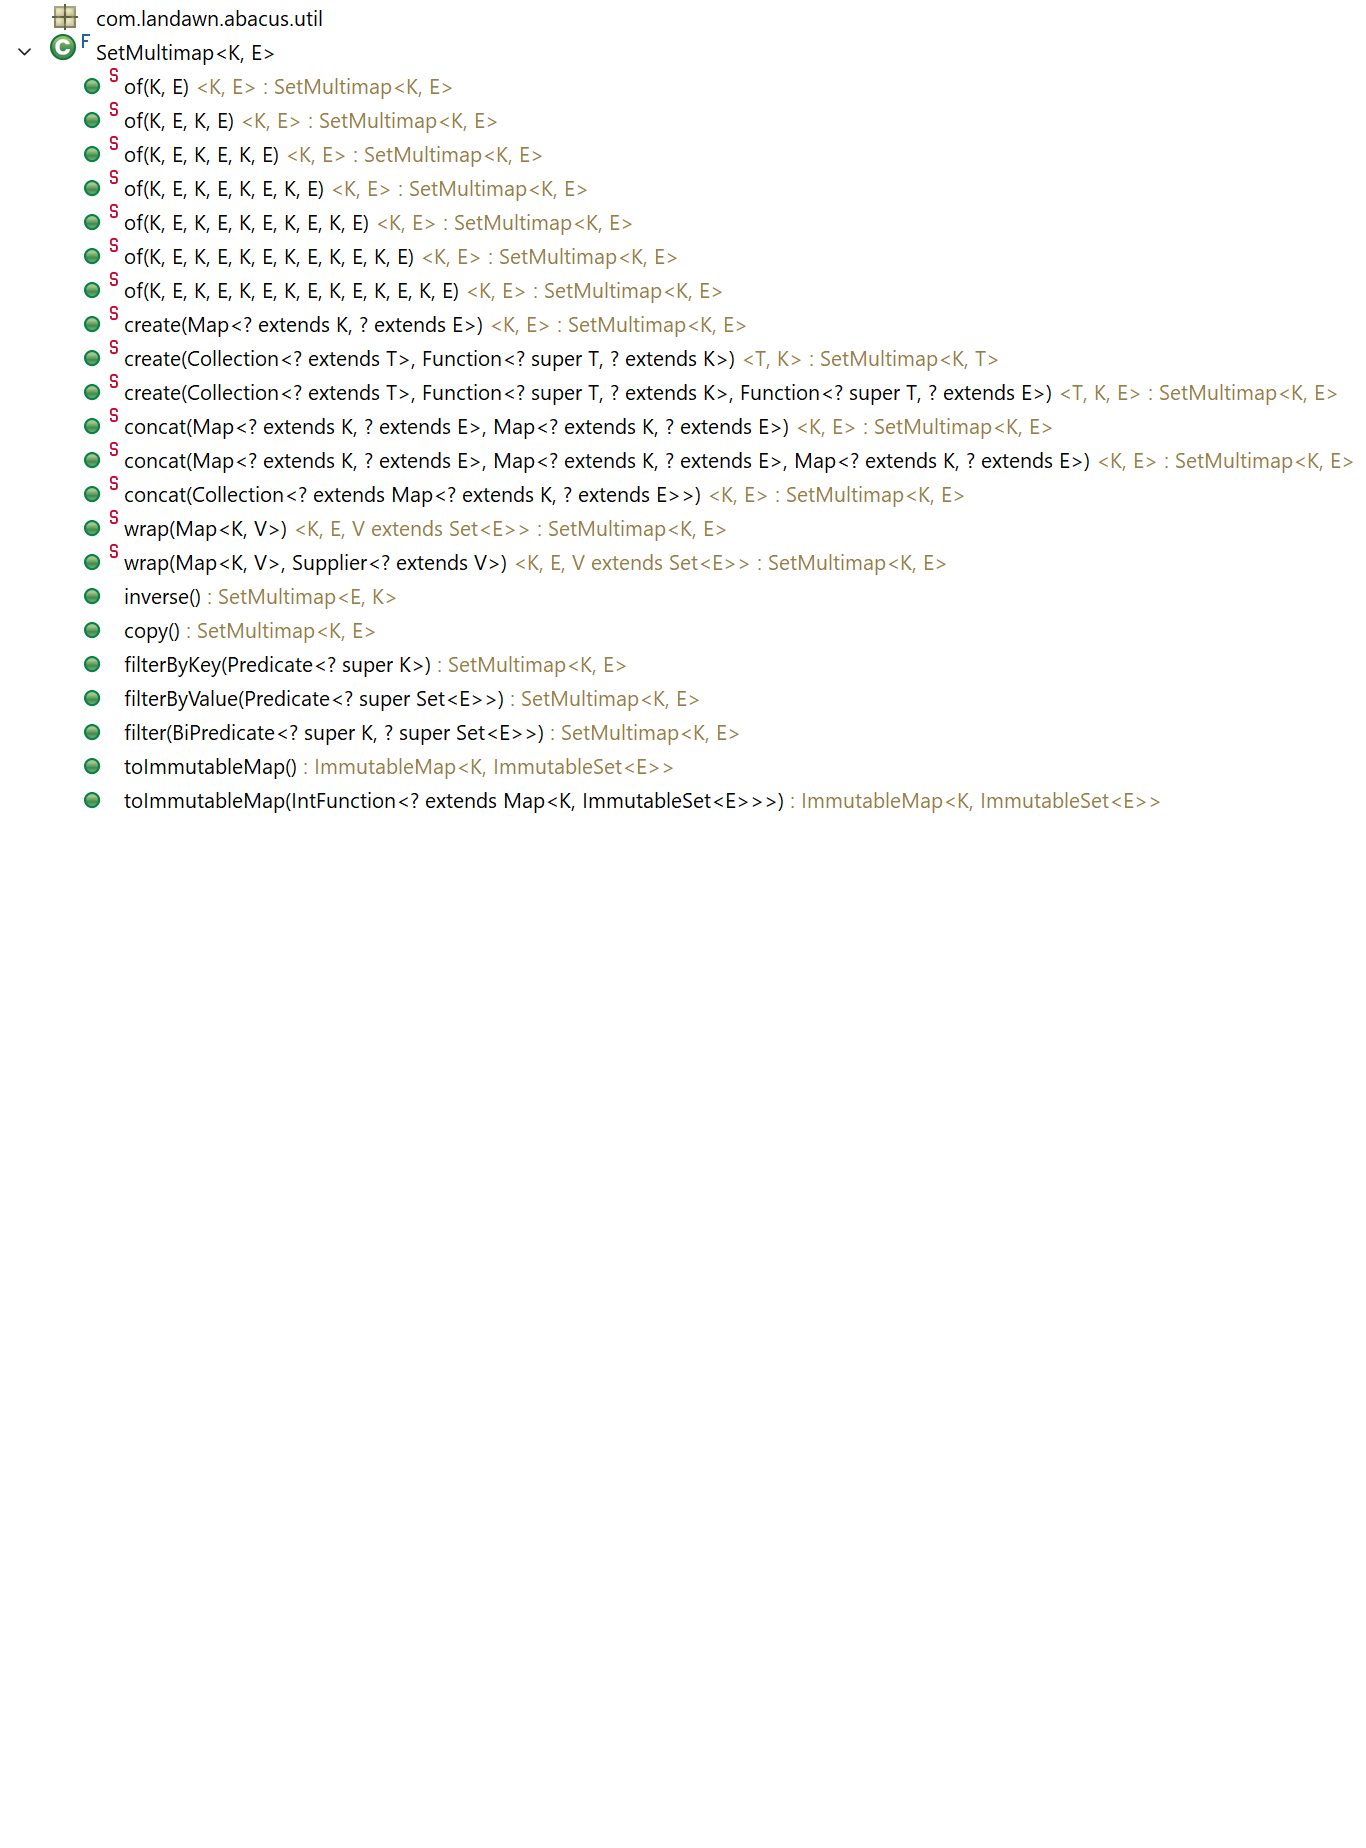 com.landawn.abacus.util
C F SetMultimap<K, E>
S of(K, E) <K, E> : SetMultimap<K, E>
S of(K, E, K, E) <K, E> : SetMultimap<K, E>
S of(K, E, K, E, K, E) <K, E> : SetMultimap<K, E>
S of(K, E, K, E, K, E, K, E) <K, E> : SetMultimap<K, E>
S of(K, E, K, E, K, E, K, E, K, E) <K, E> : SetMultimap<K, E>
S of(K, E, K, E, K, E, K, E, K, E, K, E) <K, E> : SetMultimap<K, E>
S of(K, E, K, E, K, E, K, E, K, E, K, E, K, E) <K, E> : SetMultimap<K, E>
S create(Map<? extends K, ? extends E>) <K, E> : SetMultimap<K, E>
S create(Collection<? extends T>, Function<? super T, ? extends K>) <T, K> : SetMultimap<K, T>
S create(Collection<? extends T>, Function<? super T, ? extends K>, Function<? super T, ? extends E>) <T, K, E> : SetMultimap<K, E>
S concat(Map<? extends K, ? extends E>, Map<? extends K, ? extends E>) <K, E> : SetMultimap<K, E>
S concat(Map<? extends K, ? extends E>, Map<? extends K, ? extends E>, Map<? extends K, ? extends E>) <K, E> : SetMultimap<K, E>
S concat(Collection<? extends Map<? extends K, ? extends E>>) <K, E> : SetMultimap<K, E>
S wrap(Map<K, V>) <K, E, V extends Set<E>> : SetMultimap<K, E>
S wrap(Map<K, V>, Supplier<? extends V>) <K, E, V extends Set<E>> : SetMultimap<K, E>
inverse() : SetMultimap<E, K>
copy() : SetMultimap<K, E>
filterByKey(Predicate<? super K>) : SetMultimap<K, E>
filterByValue(Predicate<? super Set<E>>) : SetMultimap<K, E>
filter(BiPredicate<? super K, ? super Set<E>>) : SetMultimap<K, E>
toImmutableMap() : ImmutableMap<K, ImmutableSet<E>>
toImmutableMap(IntFunction<? extends Map<K, ImmutableSet<E>>>) : ImmutableMap<K, ImmutableSet<E>>